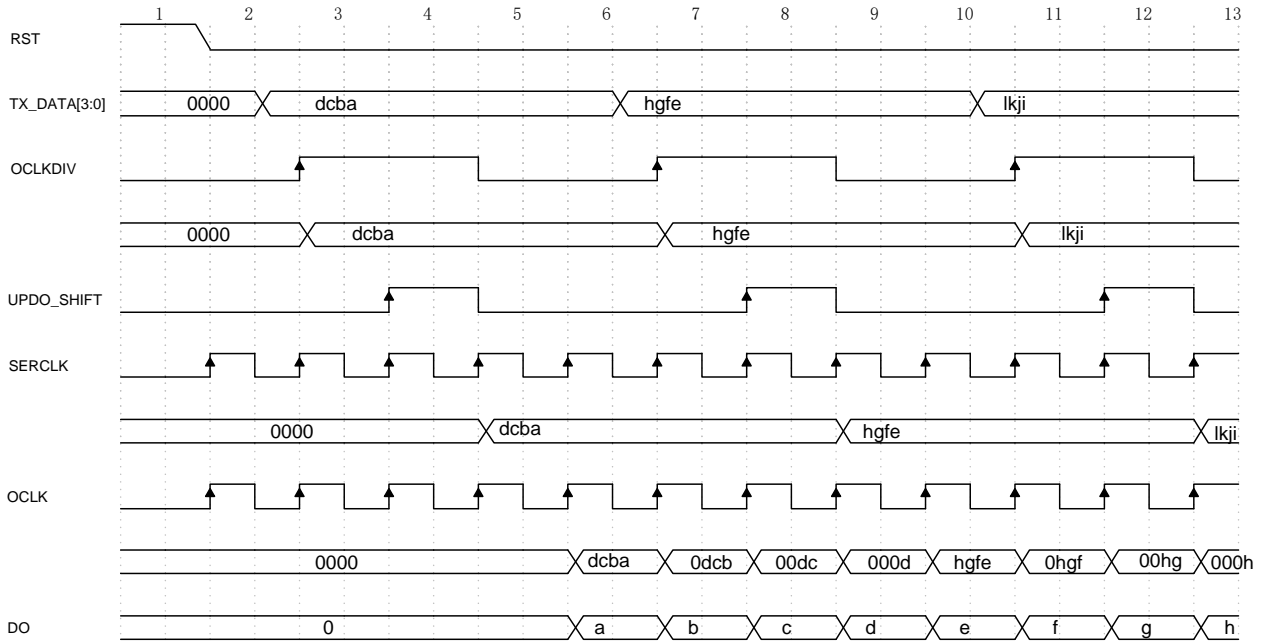 1 2 3 4 5 6 7 8 9 10 11 12 13
RST
TX_DATA[3:0] 0000 dcba hgfe lkji
OCLKDIV
0000 dcba hgfe lkji
UPDO_SHIFT
SERCLK
0000 dcba hgfe lkji
OCLK
0000 dcba 0dcb 00dc 000d hgfe 0hgf 00hg 000h
DO 0 a b c d e f g h